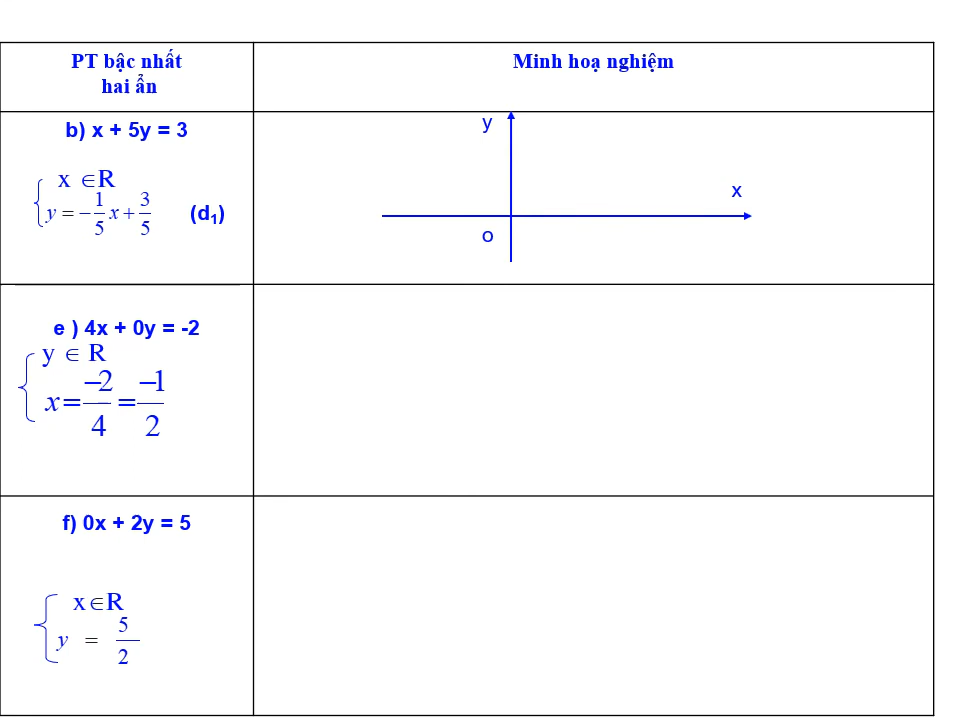 PT bậc nhất
hai ẩn
Minh hoạ nghiệm
b) x + 5y = 3
x ∈R
y = −1/5 x + 3/5 (d₁)
y
x
o
e ) 4x + 0y = -2
y ∈ R
x = −2/4 = −1/2
f) 0x + 2y = 5
x∈R
y = 5/2